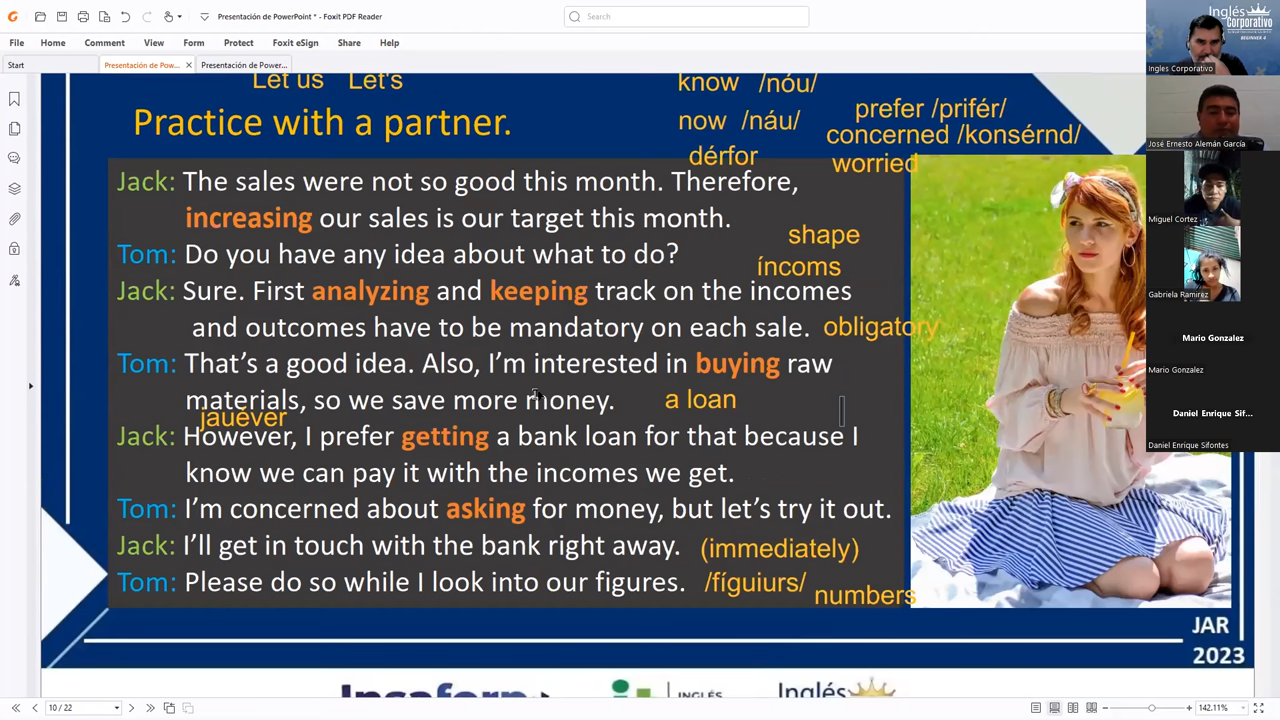 Presentación de PowerPoint * - Foxit PDF Reader
Search
File Home Comment View Form Protect Foxit eSign Share Help
Start
Presentación de Pow...
Presentación de Power...
Let us Let's
know /nóu/
now /náu/
dérfor
prefer /prifér/
concerned /konsérnd/
worried
Practice with a partner.
Jack: The sales were not so good this month. Therefore,
increasing our sales is our target this month.
shape
Tom: Do you have any idea about what to do?
íncoms
Jack: Sure. First analyzing and keeping track on the incomes
and outcomes have to be mandatory on each sale.
obligatory
Tom: That's a good idea. Also, I'm interested in buying raw
materials, so we save more money.
a loan
jauéver
Jack: However, I prefer getting a bank loan for that because I
know we can pay it with the incomes we get.
Tom: I'm concerned about asking for money, but let's try it out.
Jack: I'll get in touch with the bank right away.
(immediately)
Tom: Please do so while I look into our figures.
/fíguiurs/
numbers
JAR
2023
INGLÉS
Inglés
Inglés
Corporativo
BEGINNER 4
Ingles Corporativo
José Ernesto Alemán García
Miguel Cortez
Gabriela Ramirez
Mario Gonzalez
Mario Gonzalez
Daniel Enrique Sif...
Daniel Enrique Sifontes
10 / 22
142.11%